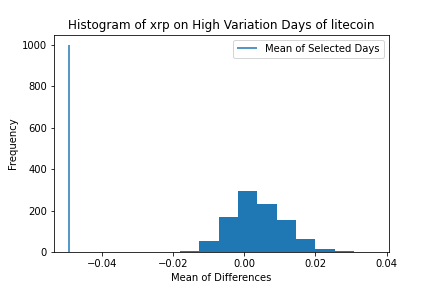 Histogram of xrp on High Variation Days of litecoin
Mean of Selected Days
1000
800
600
400
200
0
Frequency
−0.04 −0.02 0.00 0.02 0.04
Mean of Differences